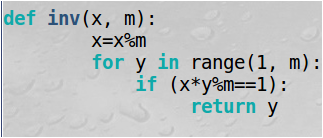 def inv(x, m):
        x=x%m
        for y in range(1, m):
            if (x*y%m==1):
                return y